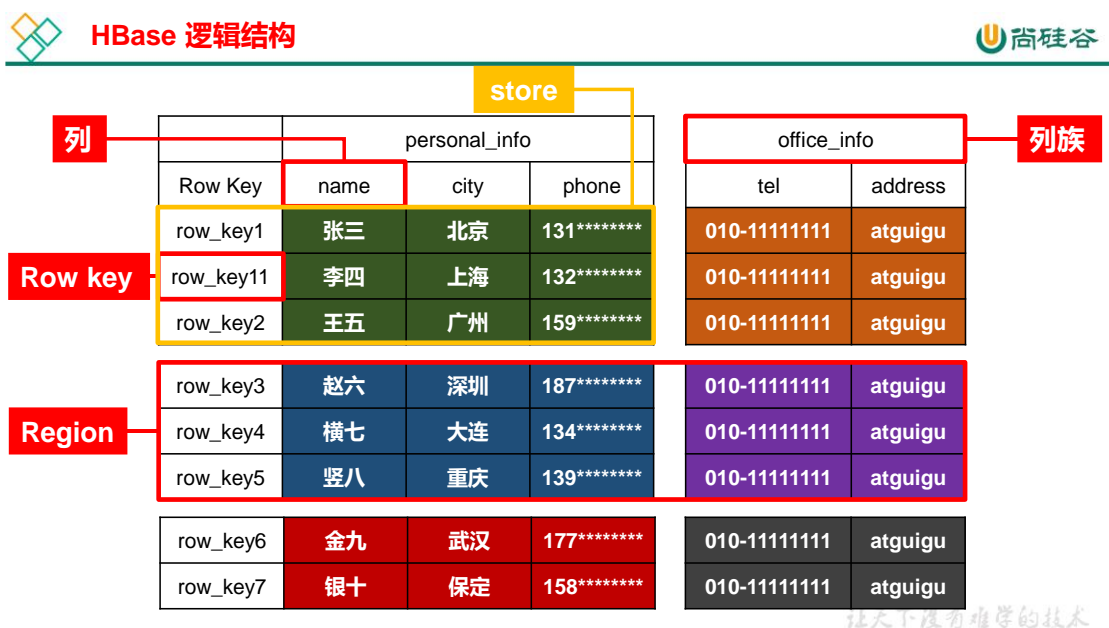 HBase 逻辑结构
尚硅谷
store
列
personal_info
office_info
列族
Row Key name city phone tel address
row_key1 张三 北京 131******** 010-11111111 atguigu
Row key
row_key11 李四 上海 132******** 010-11111111 atguigu
row_key2 王五 广州 159******** 010-11111111 atguigu
row_key3 赵六 深圳 187******** 010-11111111 atguigu
Region
row_key4 横七 大连 134******** 010-11111111 atguigu
row_key5 竖八 重庆 139******** 010-11111111 atguigu
row_key6 金九 武汉 177******** 010-11111111 atguigu
row_key7 银十 保定 158******** 010-11111111 atguigu
让天下没有难学的技术